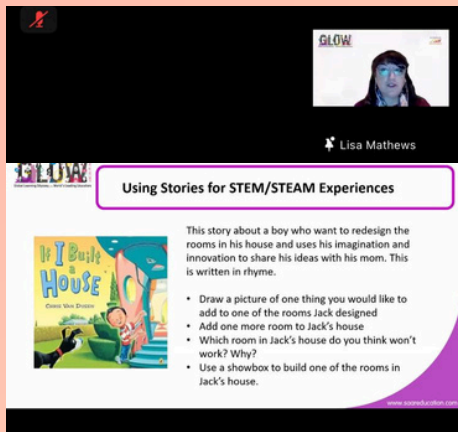 GLOW
Lisa Mathews
GLOW
Using Stories for STEM/STEAM Experiences
This story about a boy who want to redesign the
rooms in his house and uses his imagination and
innovation to share his ideas with his mom. This
is written in rhyme.
If I Built
a
HOUSE
CHRIS VAN DUSEN
• Draw a picture of one thing you would like to
add to one of the rooms Jack designed
• Add one more room to Jack's house
• Which room in Jack's house do you think won't
work? Why?
• Use a showbox to build one of the rooms in
Jack's house.
www.soareducation.com